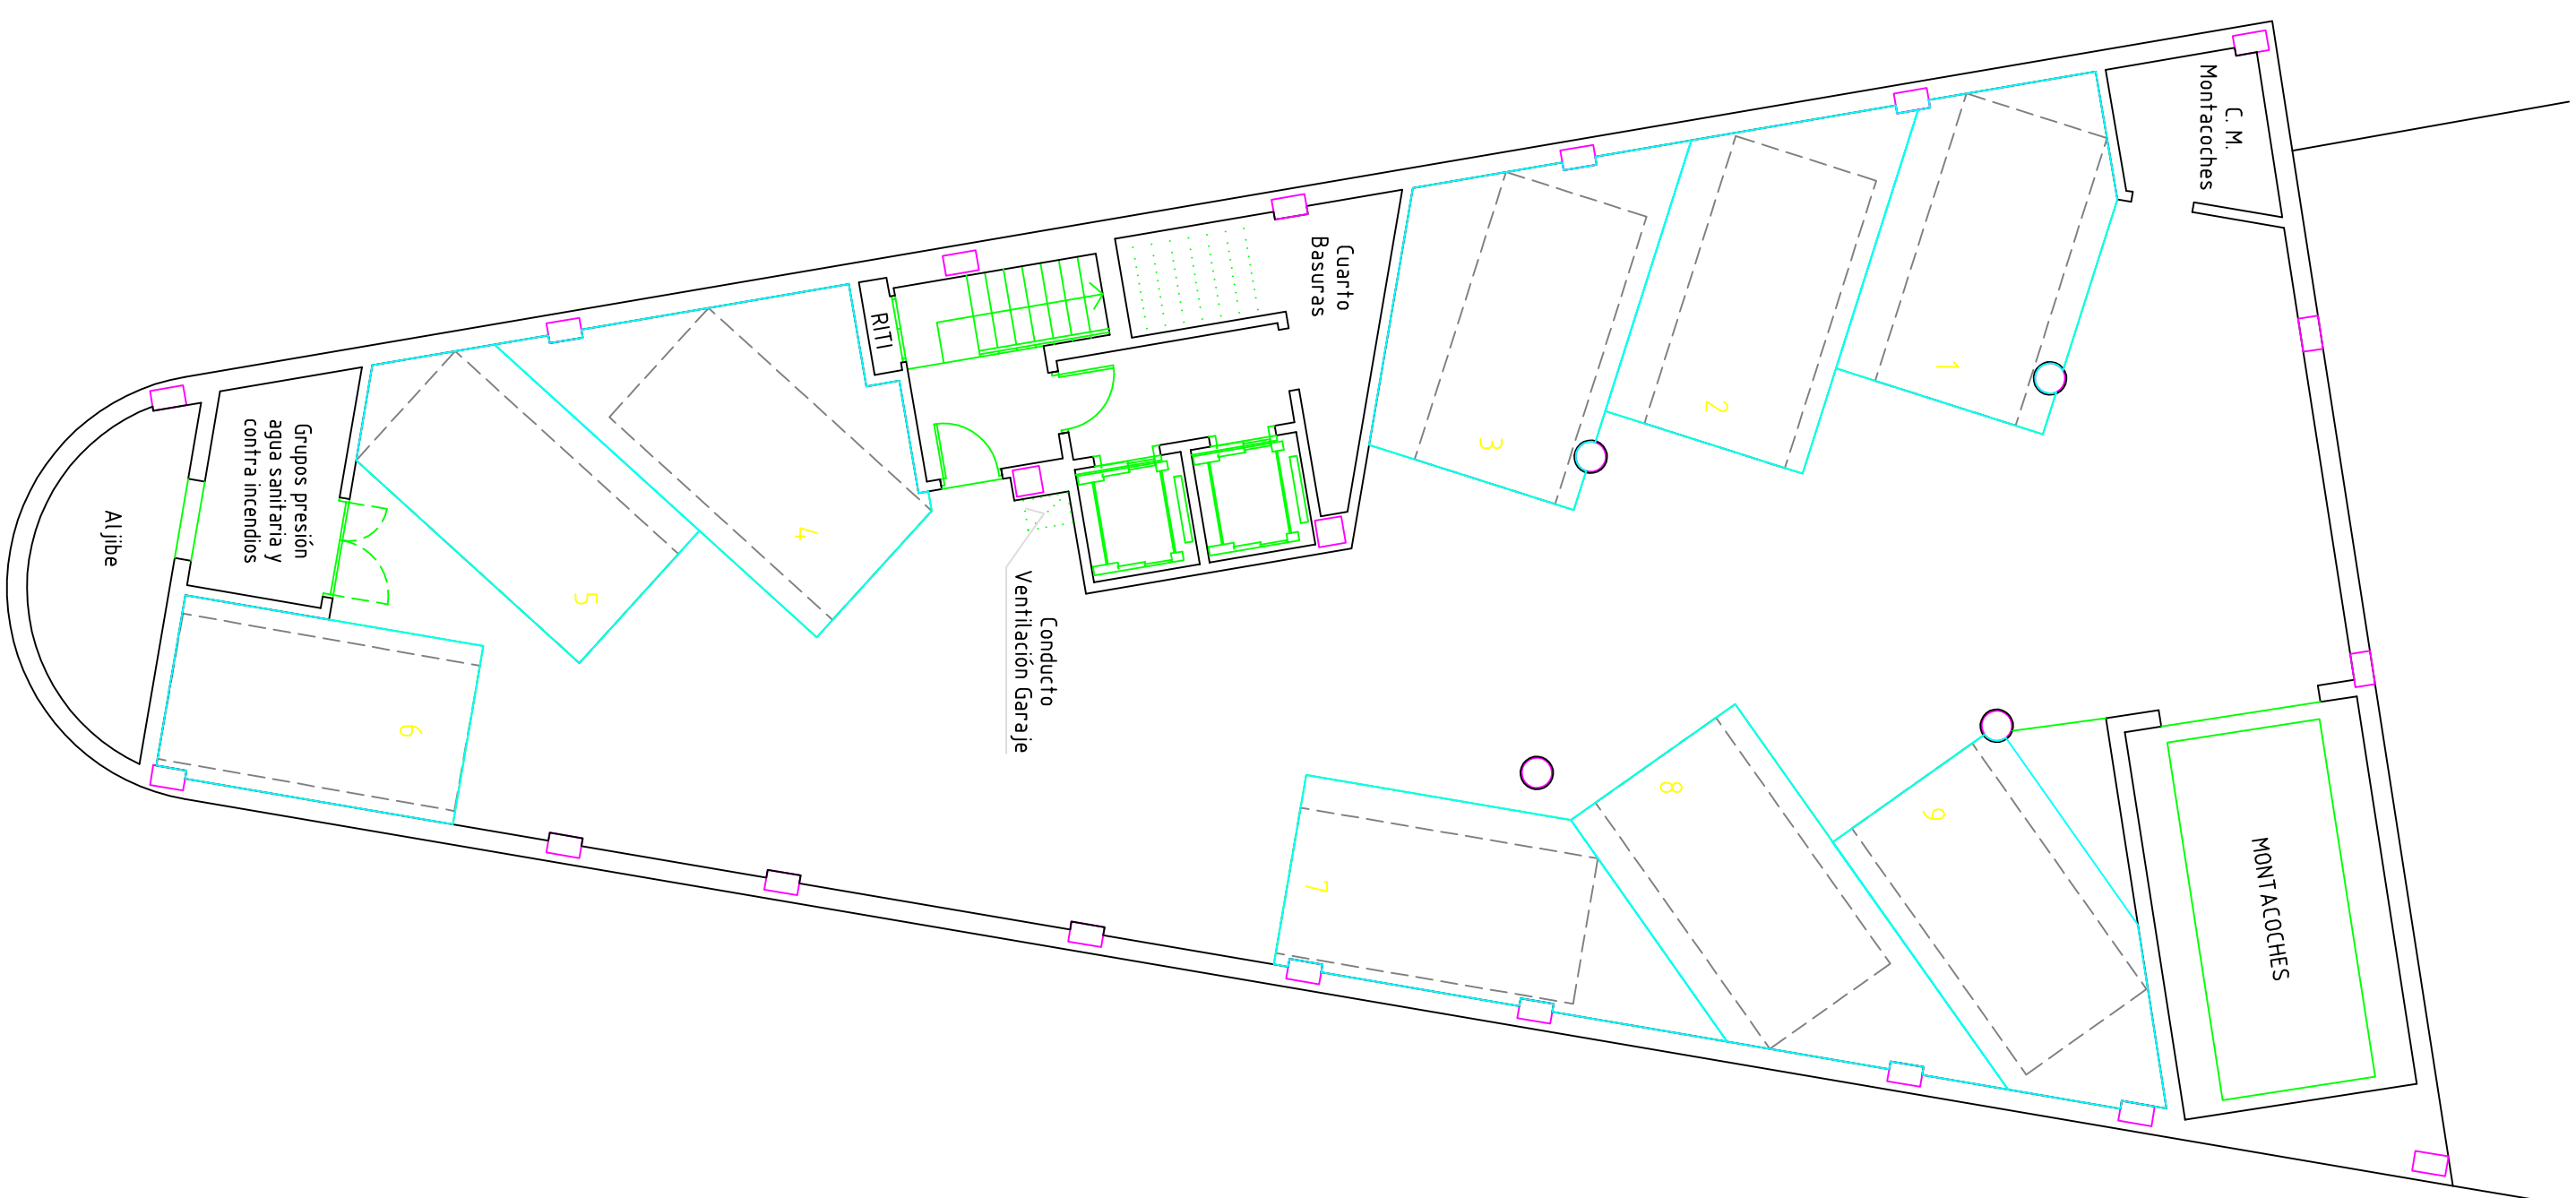 C. M.
Montacoches
Cuarto
Basuras
RITI
Grupos presión
agua sanitaria y
contra incendios
Aljibe
Conducto
Ventilación Garaje
MONTACOCHES
1
2
3
4
5
6
7
8
9